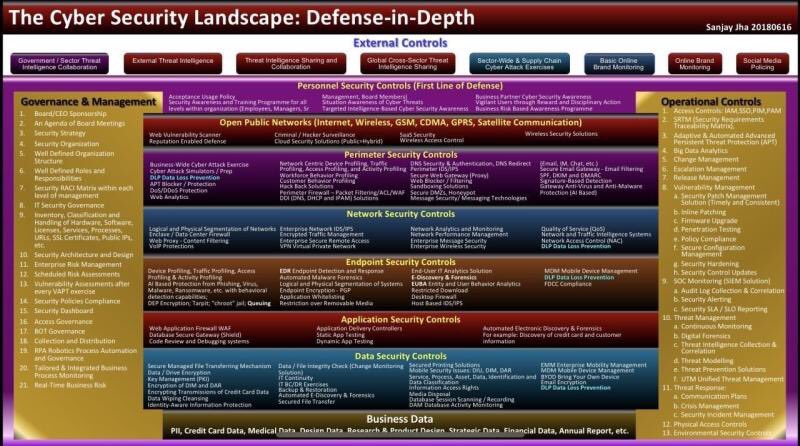 The Cyber Security Landscape: Defense-in-Depth
Sanjay Jha 20180616
External Controls
Government / Sector Threat
Intelligence Collaboration
External Threat Intelligence
Threat Intelligence Sharing and
Collaboration
Global Cross-Sector Threat
Intelligence Sharing
Sector-Wide & Supply Chain
Cyber Attack Exercises
Basic Online
Brand Monitoring
Online Brand
Monitoring
Social Media
Policing
Personnel Security Controls (First Line of Defense)
Acceptance Usage Policy
Security Awareness and Training Programme for all
levels within organization (Employees, Managers, Sr
Management, Board Members)
Situation Awareness of Cyber Threats
Targeted Intelligence-Based Cyber Security Awareness
Business Partner Cyber Security Awareness
Vigilant Users through Reward and Disciplinary Action
Business Risk Based Awareness Programme
Governance & Management
1. Board/CEO Sponsorship
2. An Agenda of Board Meetings
3. Security Strategy
4. Security Organization
5. Well Defined Organization
Structure
6. Well Defined Roles and
Responsibilities
7. Security RACI Matrix within each
level of management
8. IT Security Governance
9. Inventory, Classification and
Handling of Hardware, Software,
Licenses, Services, Processes,
URLs, SSL Certificates, Public IPs,
etc.
10. Security Architecture and Design
11. Enterprise Risk Management
12. Scheduled Risk Assessments
13. Vulnerability Assessments after
every VAPT exercise
14. Security Policies Compliance
15. Security Dashboard
16. Access Governance
17. BOT Governance
18. Collection and Distribution
19. RPA Robotics Process Automation
and Governance
20. Tailored & Integrated Business
Process Monitoring
21. Real-Time Business Risk
Open Public Networks (Internet, Wireless, GSM, CDMA, GPRS, Satellite Communication)
Web Vulnerability Scanner
Reputation Enabled Defense
Criminal / Hacker Surveillance
Cloud Security Solutions (Public+Hybrid)
SaaS Security
Wireless Access Control
Wireless Security Solutions
Perimeter Security Controls
Business-Wide Cyber Attack Exercise
Cyber Attack Simulators / Prep
DLP Data Loss Prevention
APT Blocker / Protection
DoS/DDoS Protection
Web Analytics
Network Centric Device Profiling, Traffic
Profiling, Access Profiling, and Activity Profiling
Workforce Behavior Profiling
Customer Behavior Profiling
Hack Back Solutions
Perimeter Firewall – Packet Filtering/ACL/WAF
DDI (DNS, DHCP and IPAM) Solutions
DNS Security & Authentication, DNS Redirect
Perimeter IDS/IPS
Secure Web Gateway (Proxy)
Web Blocker / Filtering
Sandboxing Solutions
Secure DMZs, Honeypot
Message Security/ Messaging Technologies
(Email, IM, Chat, etc.)
Secure Email Gateway - Email Filtering
SPF, DKIM and DMARC
Signature-Based Detection
Gateway Anti-Virus and Anti-Malware
Protection (AI Based)
Network Security Controls
Logical and Physical Segmentation of Networks
Enclave / Data Center Firewall
Web Proxy - Content Filtering
VOIP Protections
Enterprise Network IDS/IPS
Encrypted Traffic Management
Enterprise Secure Remote Access
VPN Virtual Private Network
Network Monitoring and Analytics
Network Performance Management
Enterprise Message Security
Enterprise Wireless Security
Quality of Service (QoS)
Network and Traffic Intelligence Systems
Network Access Control (NAC)
DLP Data Loss Prevention
Endpoint Security Controls
Device Profiling, Traffic Profiling, Access
Profiling & Activity Profiling
AI Based Protection from Phishing, Virus,
Malware, Ransomware, etc. with behavioral
detection capabilities;
DEP Encryption; Tarpit; "chroot" jail; Queuing
EDR Endpoint Detection and Response
Automated Malware Forensics
Logical and Physical Segmentation of Systems
Endpoint Encryption - PGP
Application Whitelisting
Restriction over Removable Media
End-User IT Analytics Solution
E-Discovery & Forensics
EUBA Entity and User Behavior Analytics
Restricted Download
Desktop Firewall
Host Based IDS/IPS
MDM Mobile Device Management
DLP Data Loss Prevention
FDCC Compliance
Application Security Controls
Web Application Firewall WAF
Database Secure Gateway (Shield)
Code Review and Debugging systems
Application Delivery Controllers
Static App Testing
Dynamic App Testing
Automated Electronic Discovery & Forensics
For example: Discovery of credit card and customer
information
Data Security Controls
Secure Managed File Transferring Mechanism
Data / Drive Encryption
Key Management (PKI)
Encryption of DIM and DAR
Encrypting Transmissions of Credit Card Data
Data Wiping Cleansing
Identity-Aware Information Protection
Data / File Integrity Check (Change Monitoring
Solution)
IT Continuity
IT BC/DR Exercises
Backup & Restoration
Automated E-Discovery & Forensics
Secured File Transfer
Secured Printing Solutions
Mobile Security Issues: DIU, DIM, DAR
Service, Process, Asset, Data, Identification and
Data Classification
Information Access Rights
Media Disposal
Database Session Scanning / Recording
DAM Database Activity Monitoring
EMM Enterprise Mobility Management
MDM Mobile Device Management
BYOD Bring Your Own Device
Email Encryption
DLP Data Loss Prevention
Business Data
PII, Credit Card Data, Medical Data, Design Data, Research & Product Design, Strategic Data, Financial Data, Annual Report, etc.
Operational Controls
1. Access Controls: IAM,SSO,PIM,PAM
2. SRTM (Security Requirements
Traceability Matrix),
3. Adaptive & Automated Advanced
Persistent Threat Protection (APT)
4. Big Data Analytics
5. Change Management
6. Escalation Management
7. Release Management
8. Vulnerability Management
a. Security Patch Management
Solution (Timely and Consistent)
b. Inline Patching
c. Firmware Upgrade
d. Penetration Testing
e. Policy Compliance
f. Secure Configuration
Management
g. Security Hardening
h. Security Control Updates
9. SOC Monitoring (SIEM Solution)
a. Audit Log Collection & Correlation
b. Security Alerting
c. Security SLA / SLO Reporting
10. Threat Management
a. Continuous Monitoring
b. Digital Forensics
c. Threat Intelligence Collection &
Correlation
d. Threat Modelling
e. Threat Prevention Solutions
f. UTM Unified Threat Management
11. Threat Response:
a. Communication Plans
b. Crisis Management
c. Security Incident Management
12. Physical Access Controls
13. Environmental Security Controls